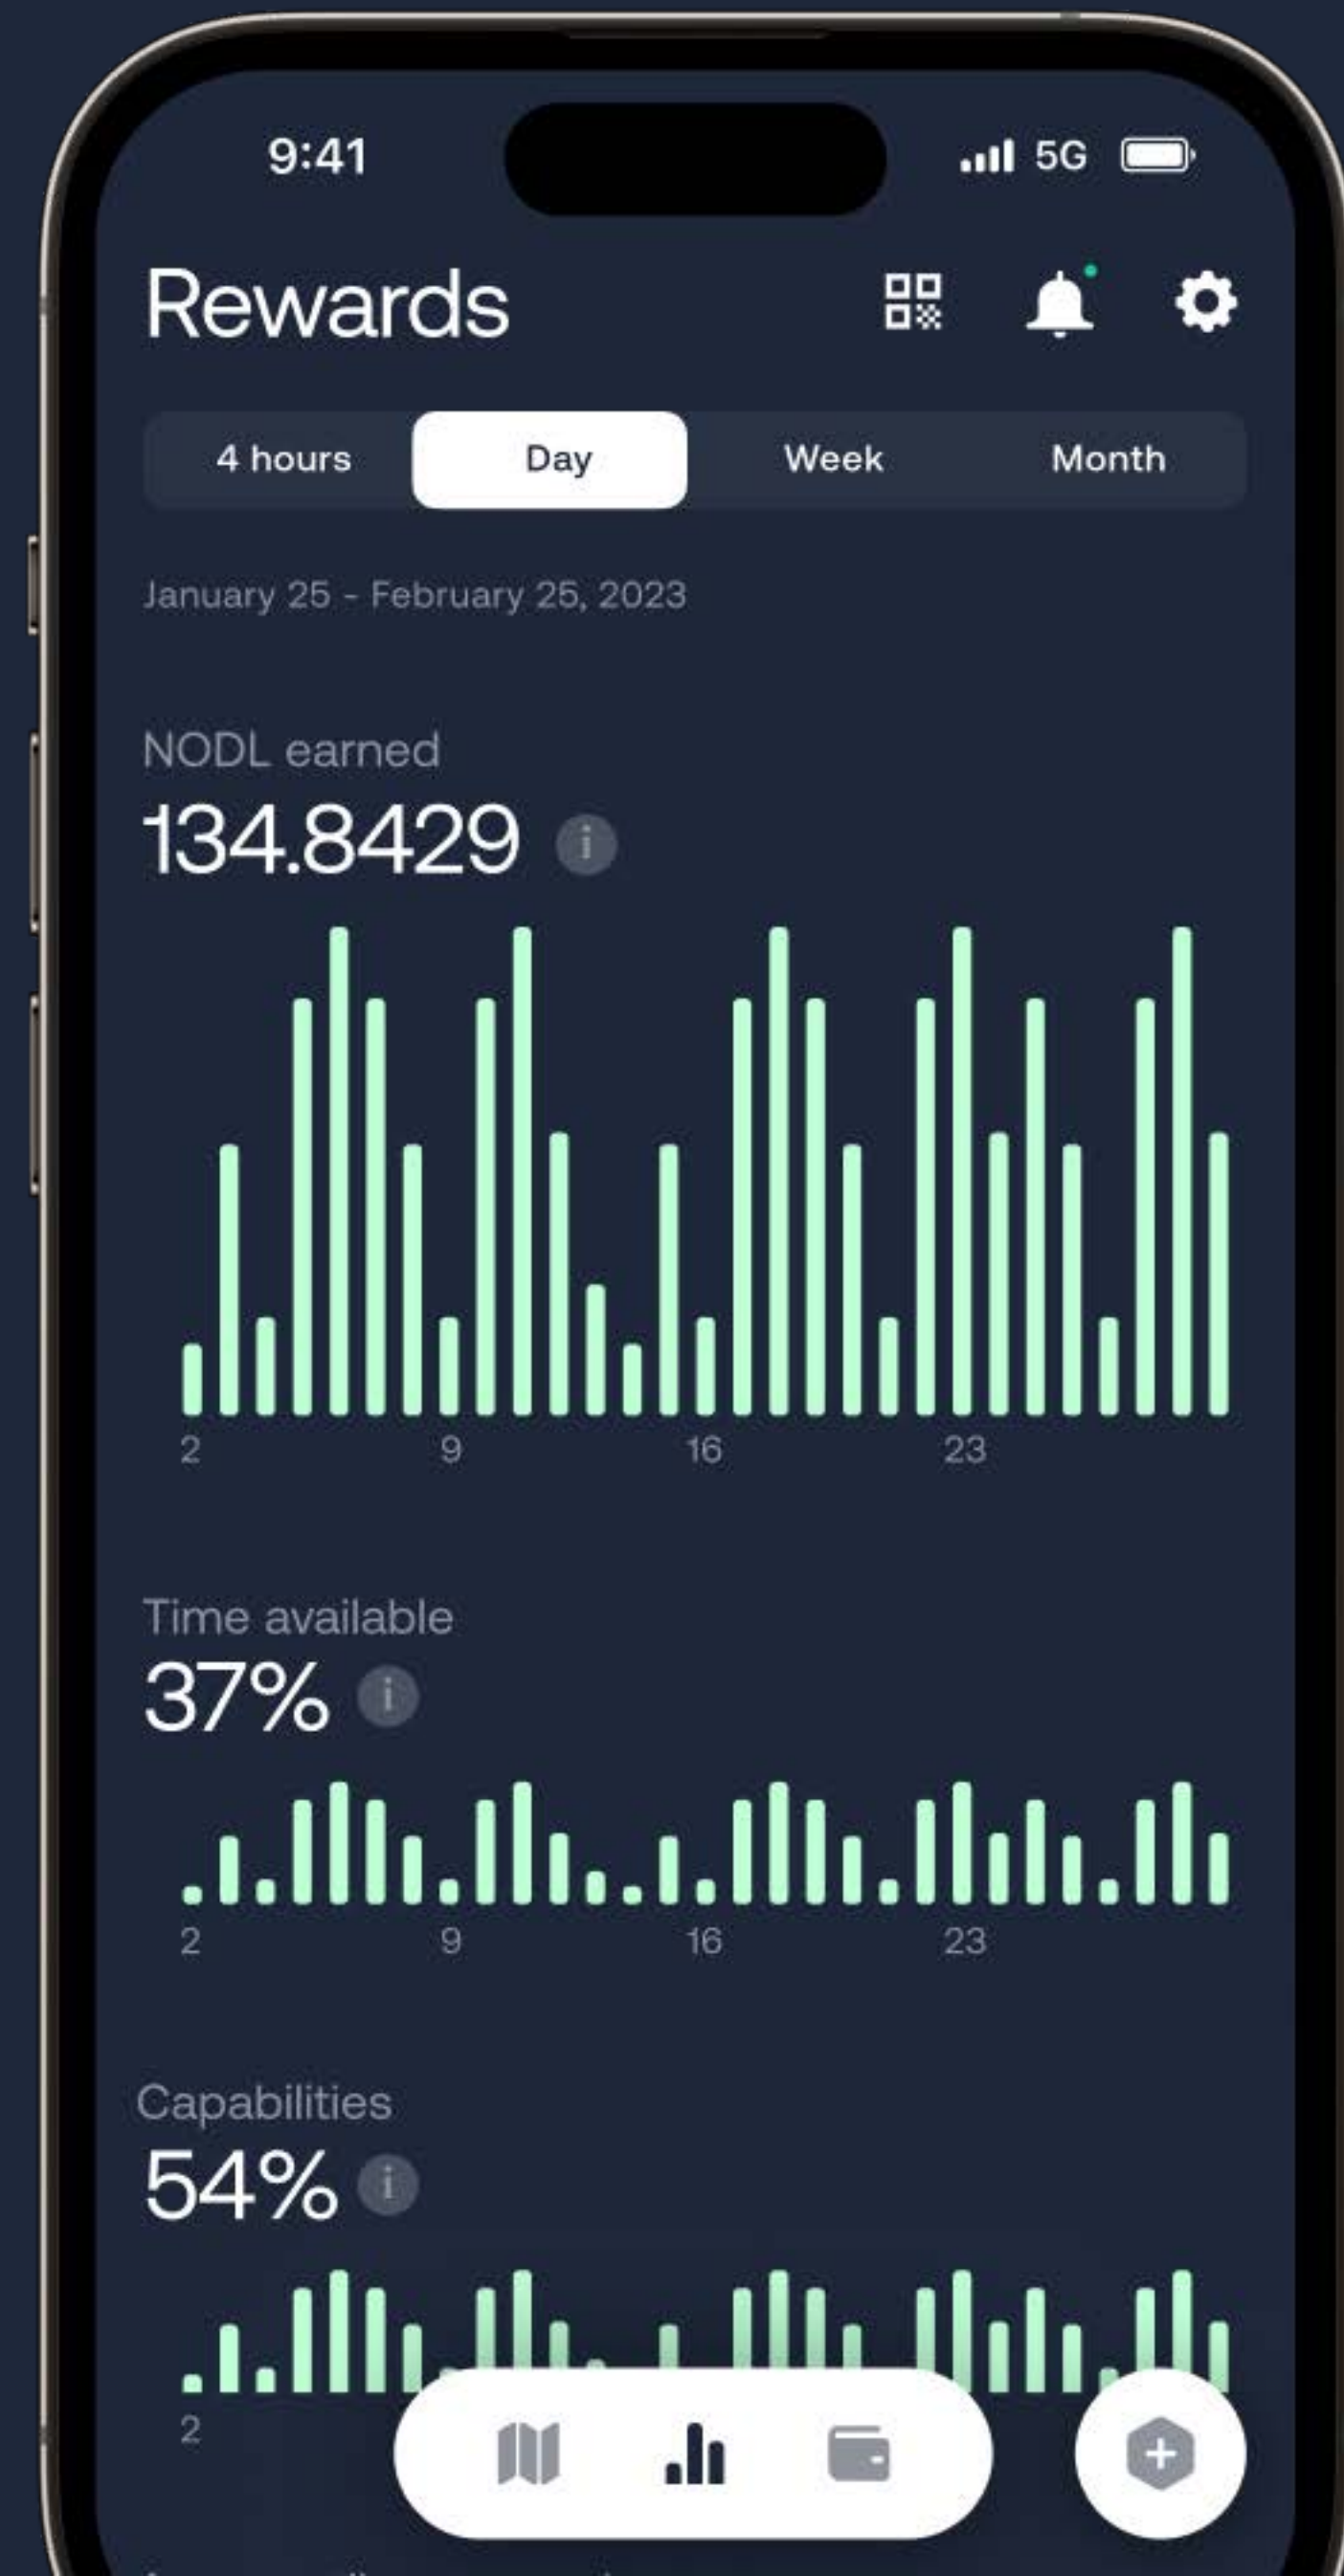 9:41 5G
Rewards
4 hours Day Week Month
January 25 - February 25, 2023
NODL earned
134.8429 i
2 9 16 23
Time available
37% i
2 9 16 23
Capabilities
54% i
2